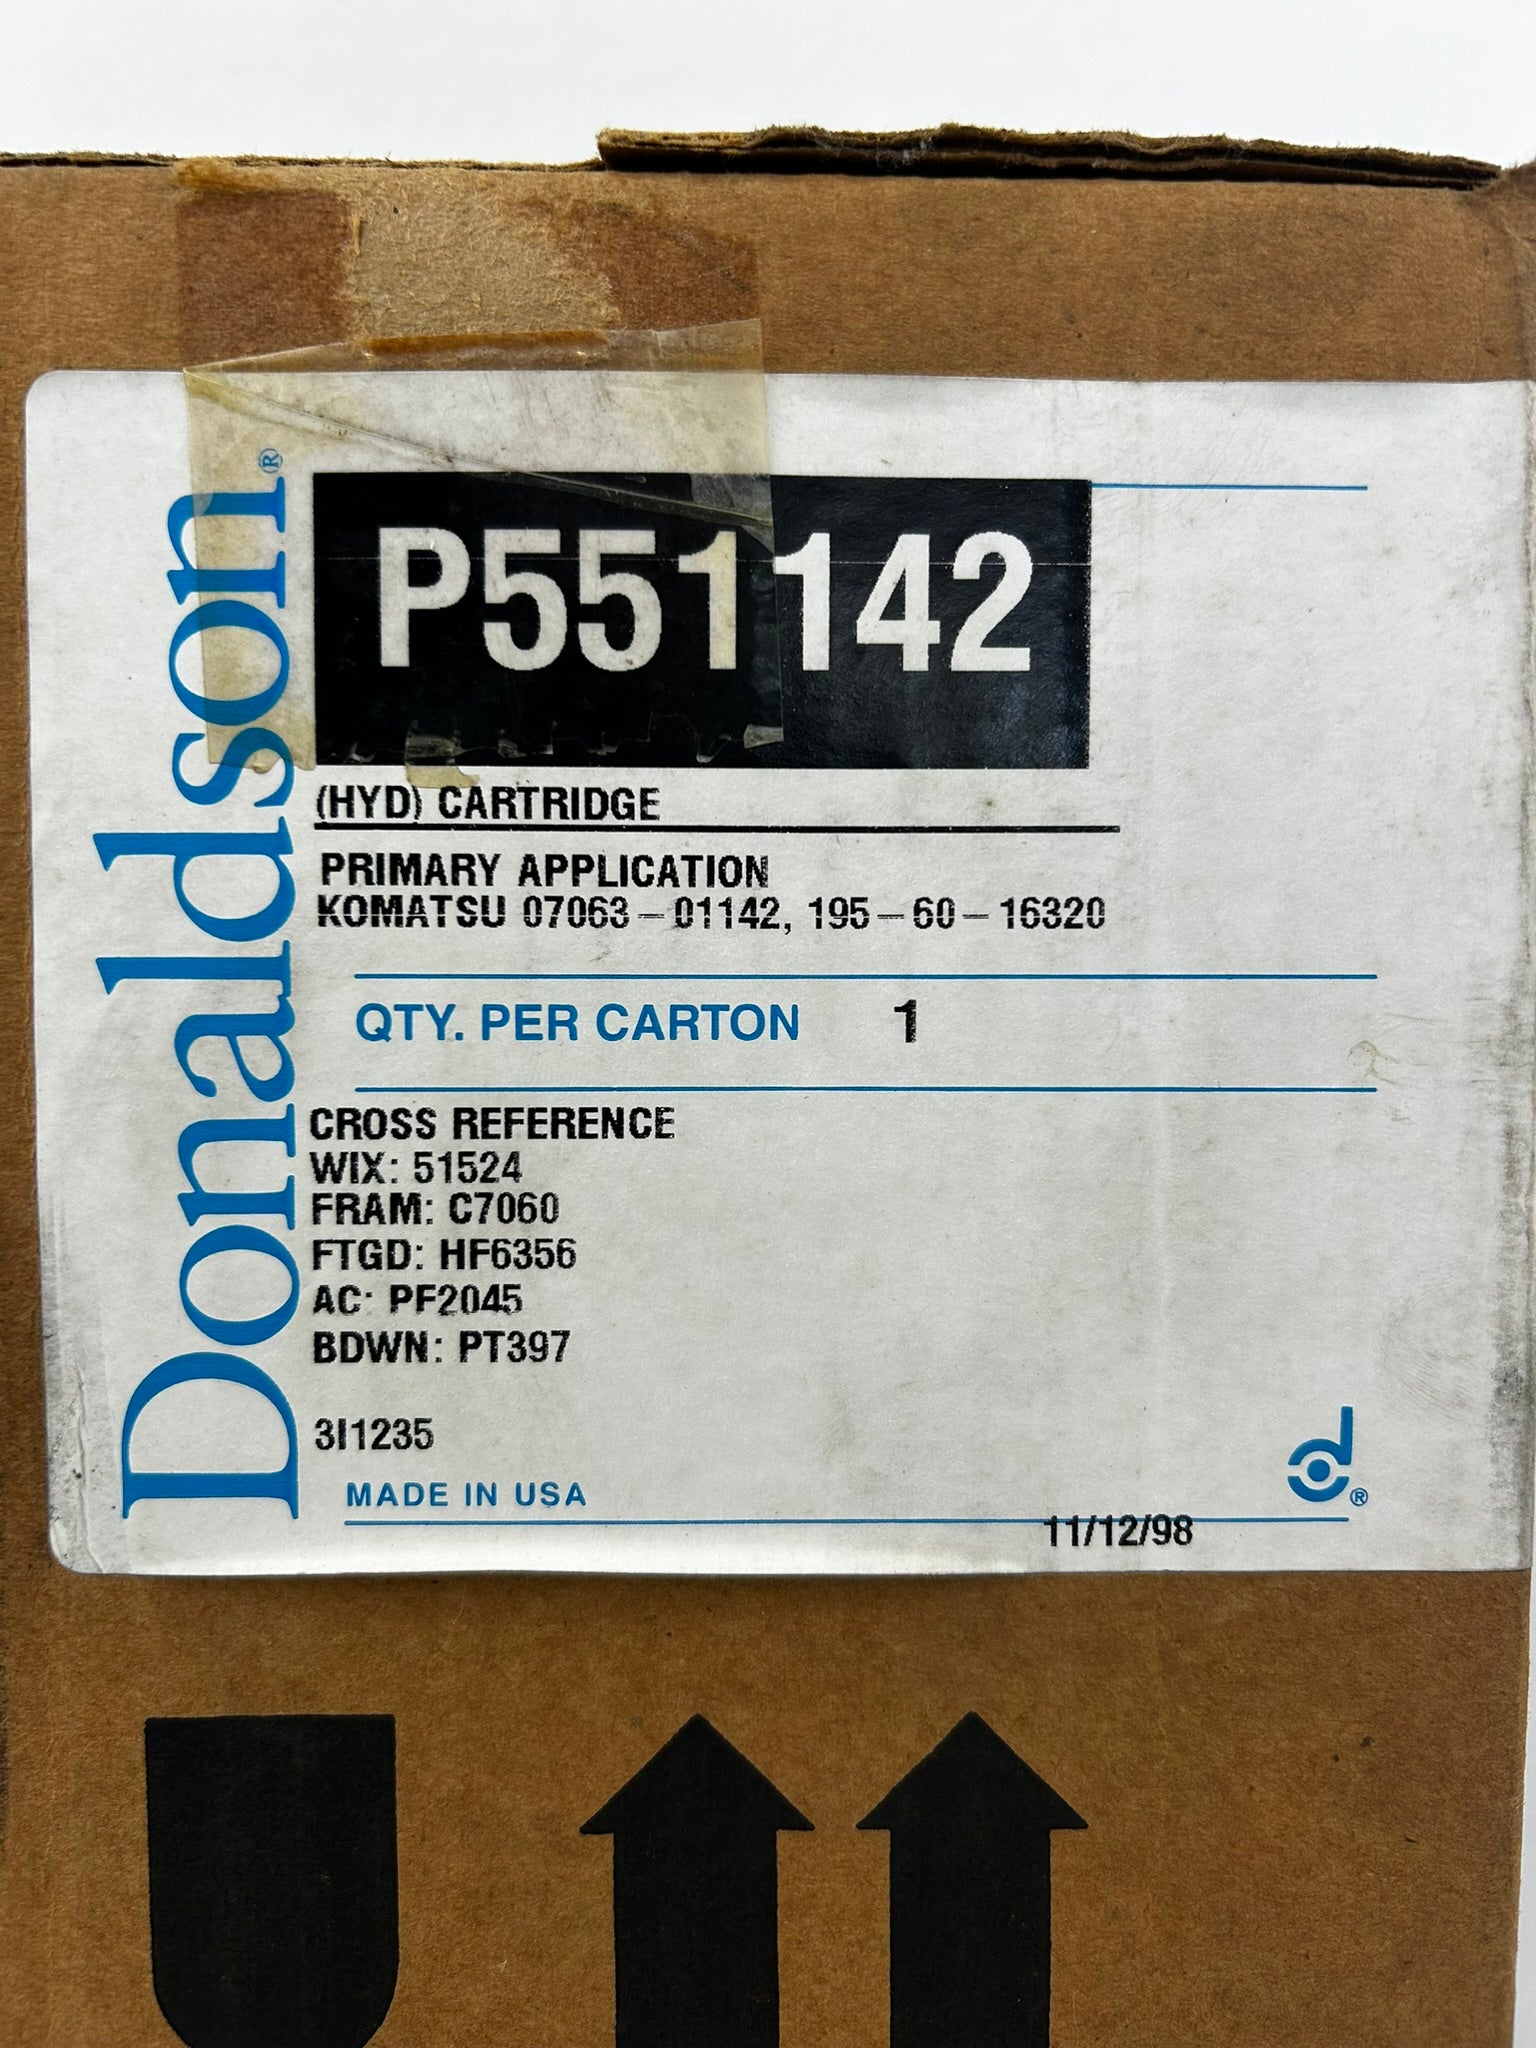 Donaldson®
P551142
(HYD) CARTRIDGE
PRIMARY APPLICATION
KOMATSU 07063-01142, 195-60-16320
QTY. PER CARTON 1
CROSS REFERENCE
WIX: 51524
FRAM: C7060
FTGD: HF6356
AC: PF2045
BDWN: PT397
3I1235
MADE IN USA
®
11/12/98